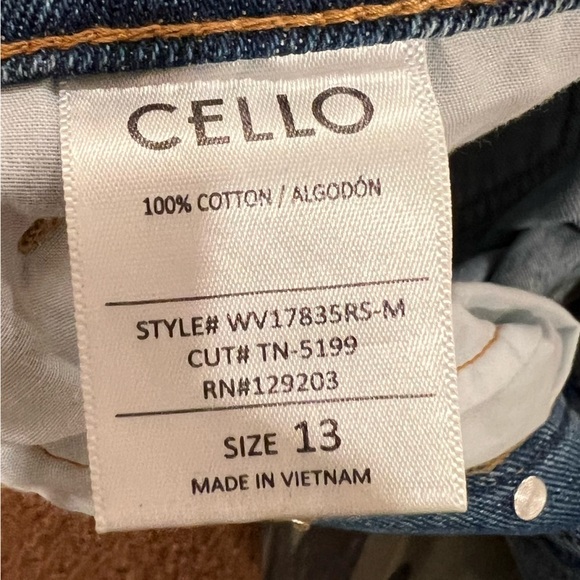 CELLO
100% COTTON / ALGODÓN
STYLE# WV17835RS-M
CUT# TN-5199
RN#129203
SIZE 13
MADE IN VIETNAM